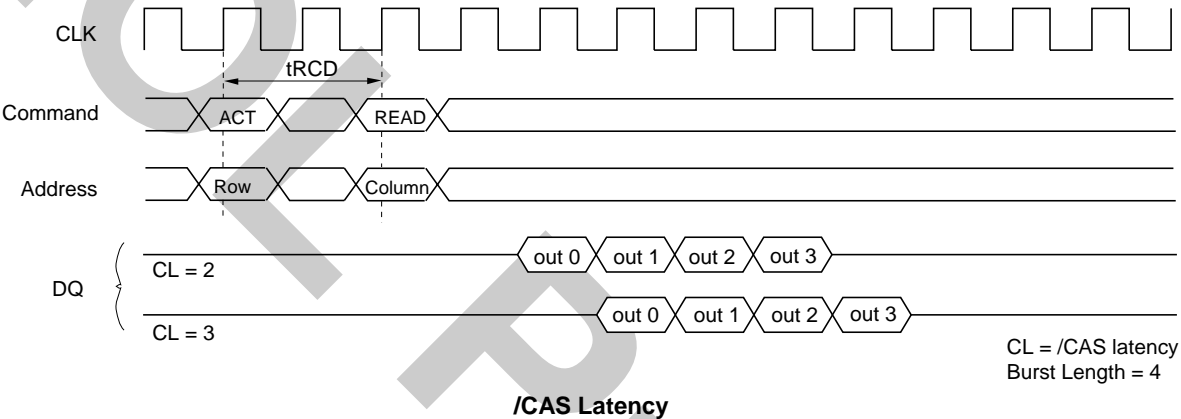 CLK
tRCD
Command
ACT
READ
Address
Row
Column
DQ
CL = 2
out 0
out 1
out 2
out 3
CL = 3
out 0
out 1
out 2
out 3
CL = /CAS latency
Burst Length = 4
/CAS Latency